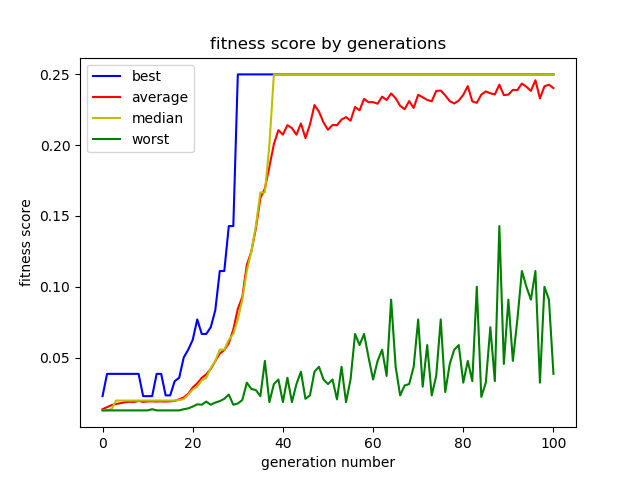 fitness score by generations
best
average
median
worst
fitness score
0.25
0.20
0.15
0.10
0.05
0
20
40
60
80
100
generation number